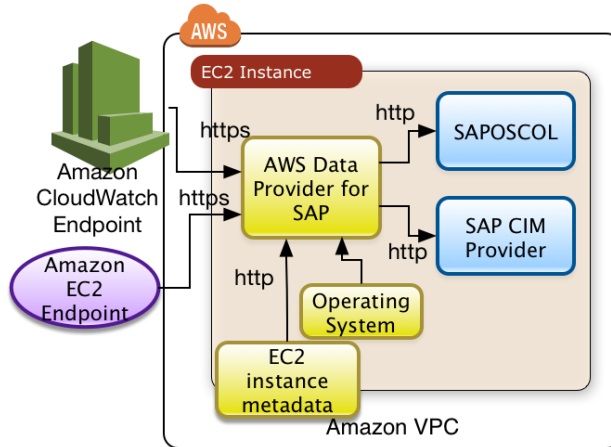 AWS
EC2 Instance
https
http
SAPOSCOL
AWS Data
Provider for
SAP
Amazon
CloudWatch
Endpoint
https
SAP CIM
Provider
http
Amazon
EC2
Endpoint
http
Operating
System
EC2
instance
metadata
Amazon VPC